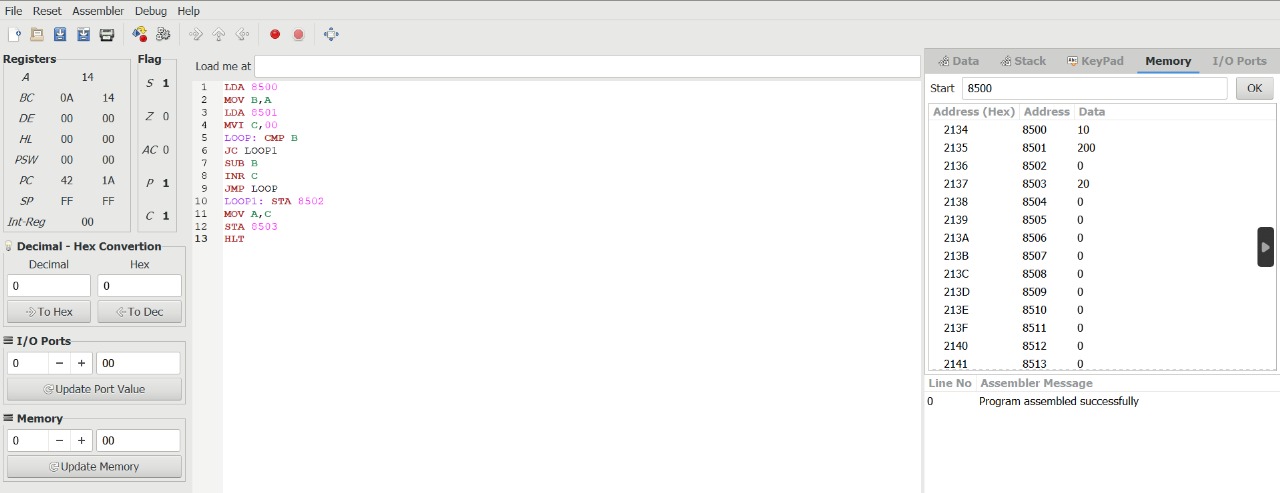 File Reset Assembler Debug Help
Registers
A 14
BC 0A 14
DE 00 00
HL 00 00
PSW 00 00
PC 42 1A
SP FF FF
Int-Reg 00
Flag
S 1
Z 0
AC 0
P 1
C 1
Decimal - Hex Convertion
Decimal Hex
0 0
To Hex To Dec
I/O Ports
0 − + 00
Update Port Value
Memory
0 − + 00
Update Memory
Load me at
1 LDA 8500
2 MOV B,A
3 LDA 8501
4 MVI C,00
5 LOOP: CMP B
6 JC LOOP1
7 SUB B
8 INR C
9 JMP LOOP
10 LOOP1: STA 8502
11 MOV A,C
12 STA 8503
13 HLT
Data Stack KeyPad Memory I/O Ports
Start 8500 OK
Address (Hex) Address Data
2134 8500 10
2135 8501 200
2136 8502 0
2137 8503 20
2138 8504 0
2139 8505 0
213A 8506 0
213B 8507 0
213C 8508 0
213D 8509 0
213E 8510 0
213F 8511 0
2140 8512 0
2141 8513 0
Line No Assembler Message
0 Program assembled successfully